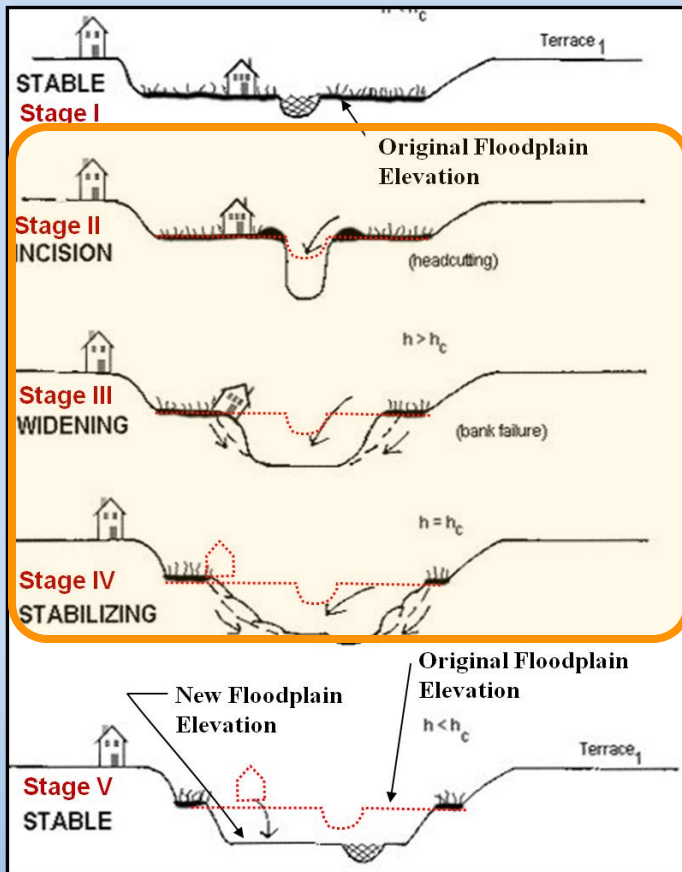 Terrace1
STABLE
Stage I
Original Floodplain
Elevation
Stage II
INCISION
(headcutting)
h > hc
Stage III
WIDENING
(bank failure)
h = hc
Stage IV
STABILIZING
Original Floodplain
Elevation
New Floodplain
Elevation
h < hc
Terrace1
Stage V
STABLE